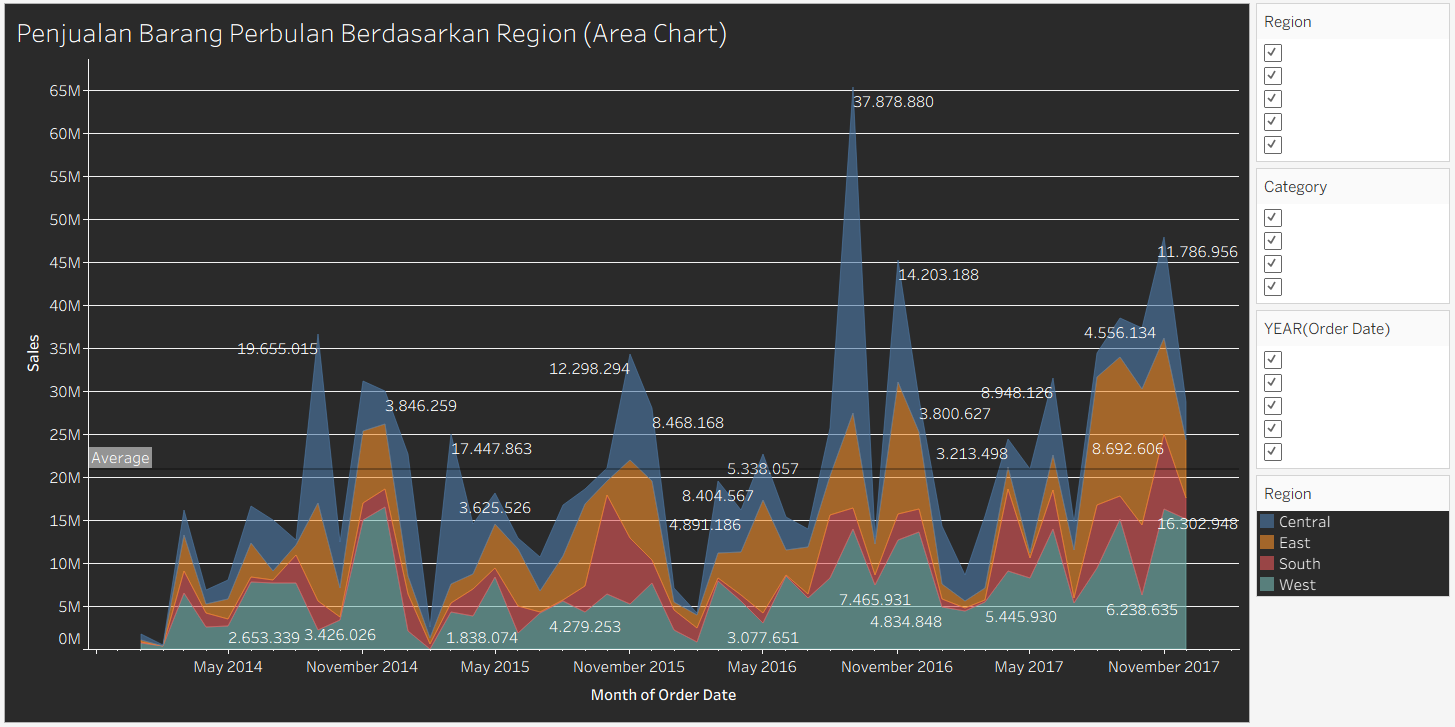 Penjualan Barang Perbulan Berdasarkan Region (Area Chart)
65M
60M
55M
50M
45M
40M
35M
30M
25M
20M
15M
10M
5M
0M
Sales
Average
37.878.880
11.786.956
14.203.188
4.556.134
19.655.015
12.298.294
8.948.126
3.846.259
3.800.627
8.468.168
17.447.863
8.692.606
3.213.498
5.338.057
8.404.567
3.625.526
4.891.186
16.302.948
7.465.931
6.238.635
5.445.930
4.834.848
4.279.253
2.653.339
3.426.026
1.838.074
3.077.651
May 2014
November 2014
May 2015
November 2015
May 2016
November 2016
May 2017
November 2017
Month of Order Date
Region
Category
YEAR(Order Date)
Region
Central
East
South
West